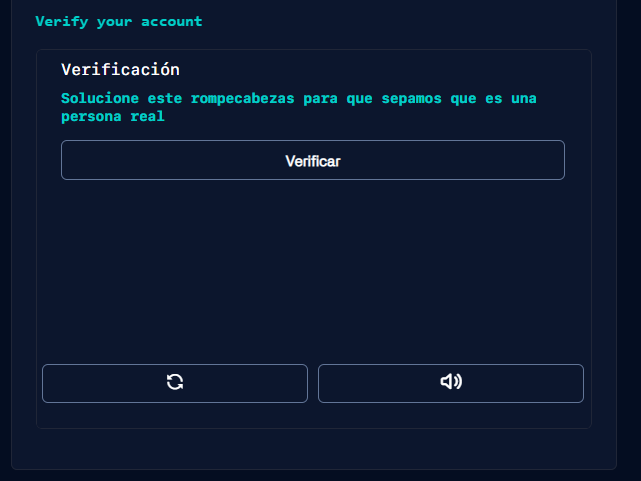 Verify your account
Verificación
Solucione este rompecabezas para que sepamos que es una
persona real
Verificar